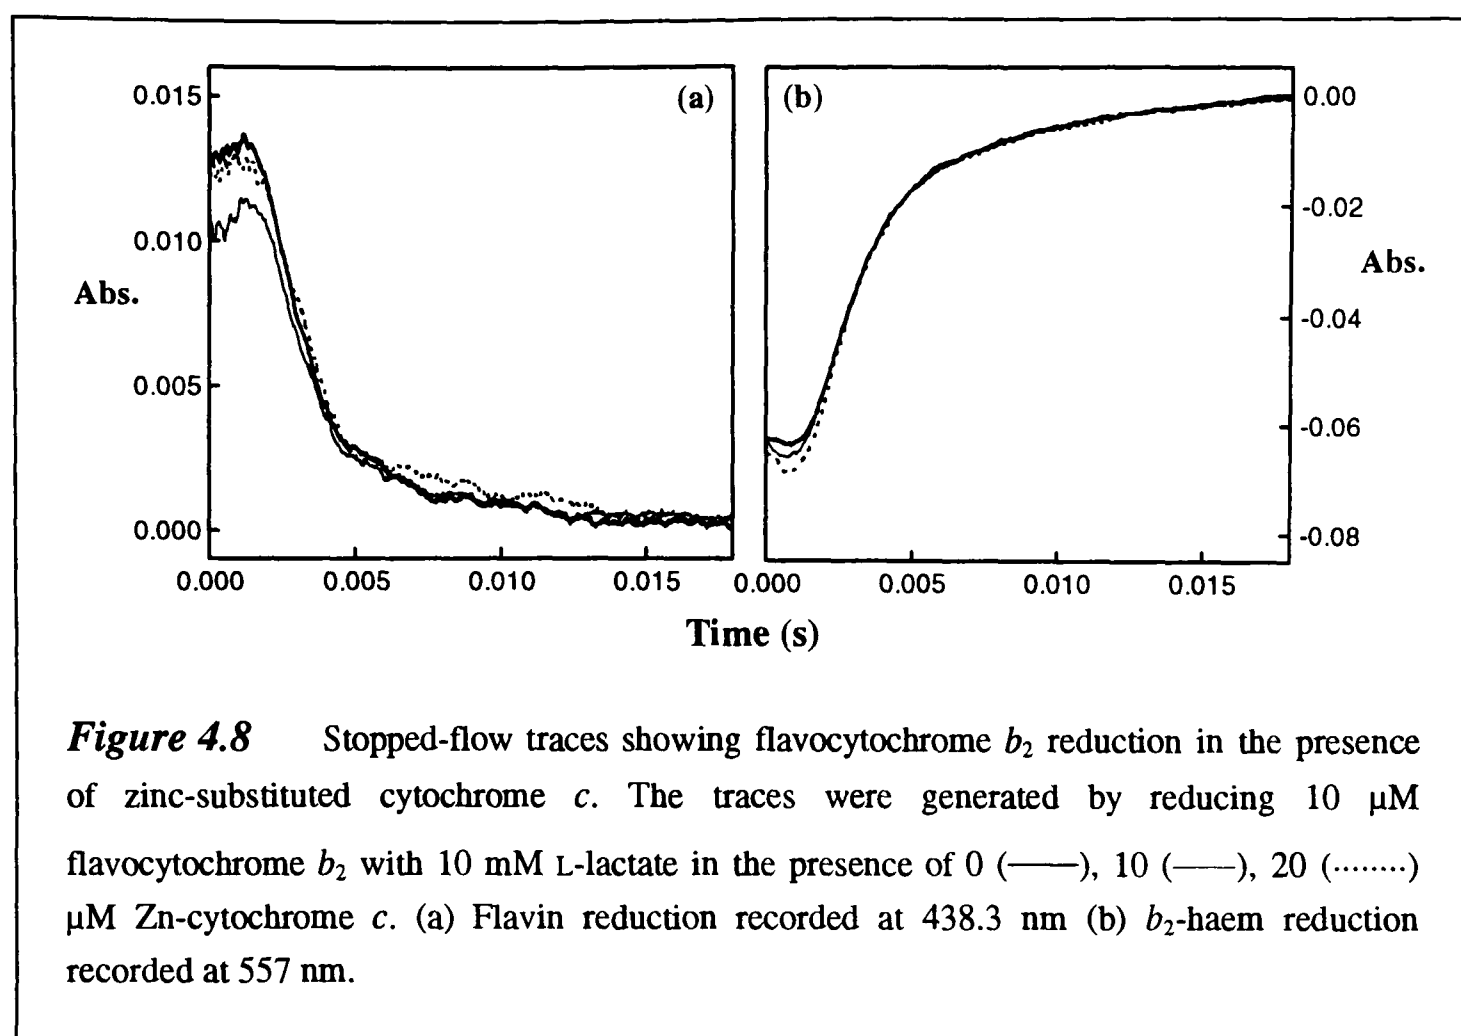 (a)
(b)
0.015
0.010
Abs.
0.005
0.000
0.00
-0.02
Abs.
-0.04
-0.06
-0.08
0.000 0.005 0.010 0.015 0.000 0.005 0.010 0.015
Time (s)
Figure 4.8 Stopped-flow traces showing flavocytochrome b₂ reduction in the presence
of zinc-substituted cytochrome c. The traces were generated by reducing 10 μM
flavocytochrome b₂ with 10 mM L-lactate in the presence of 0 (——), 10 (——), 20 (........)
μM Zn-cytochrome c. (a) Flavin reduction recorded at 438.3 nm (b) b₂-haem reduction
recorded at 557 nm.